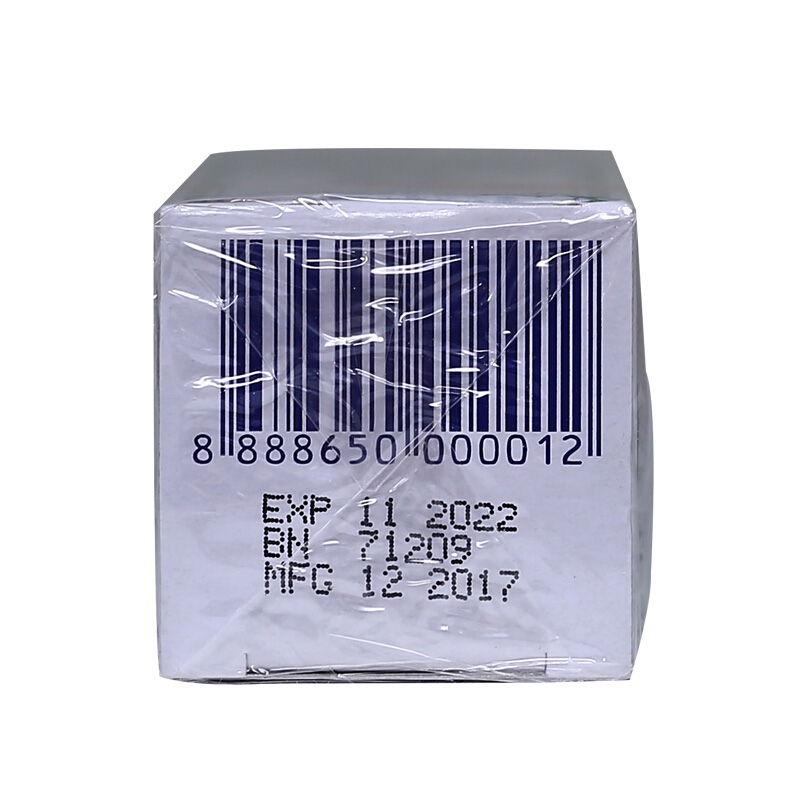 8 888650 000012
EXP 11 2022
BN 71209
MFG 12 2017